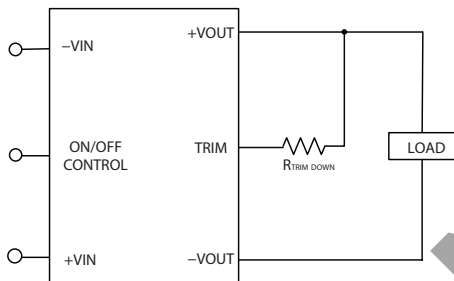 −VIN
+VOUT
ON/OFF
CONTROL
TRIM
RTRIM DOWN
LOAD
+VIN
−VOUT